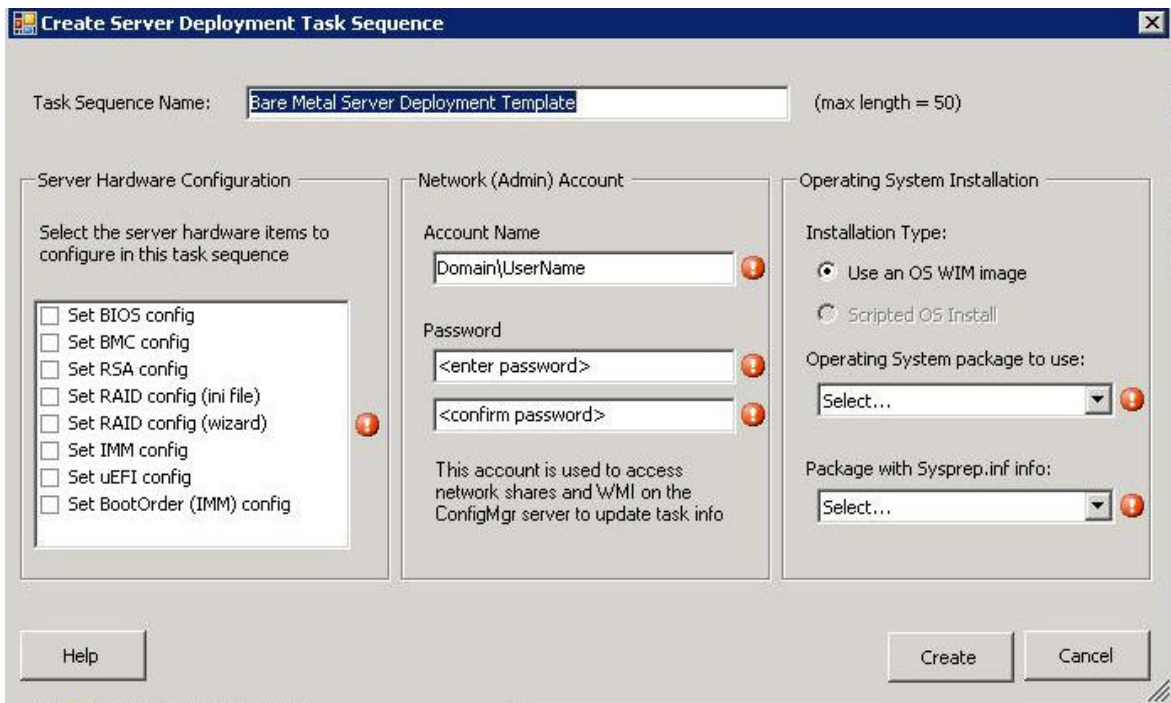 Create Server Deployment Task Sequence
Task Sequence Name:
Bare Metal Server Deployment Template
(max length = 50)
Server Hardware Configuration
Select the server hardware items to
configure in this task sequence
Set BIOS config
Set BMC config
Set RSA config
Set RAID config (ini file)
Set RAID config (wizard)
Set IMM config
Set uEFI config
Set BootOrder (IMM) config
Network (Admin) Account
Account Name
Domain\UserName
Password
<enter password>
<confirm password>
This account is used to access
network shares and WMI on the
ConfigMgr server to update task info
Operating System Installation
Installation Type:
Use an OS WIM image
Scripted OS Install
Operating System package to use:
Select...
Package with Sysprep.inf info:
Select...
Help
Create
Cancel